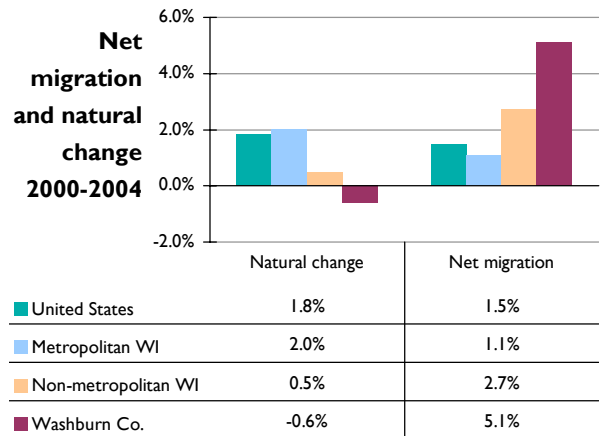 Net
migration
and natural
change
2000-2004
6.0%
4.0%
2.0%
0.0%
-2.0%
Natural change Net migration
United States 1.8% 1.5%
Metropolitan WI 2.0% 1.1%
Non-metropolitan WI 0.5% 2.7%
Washburn Co. -0.6% 5.1%